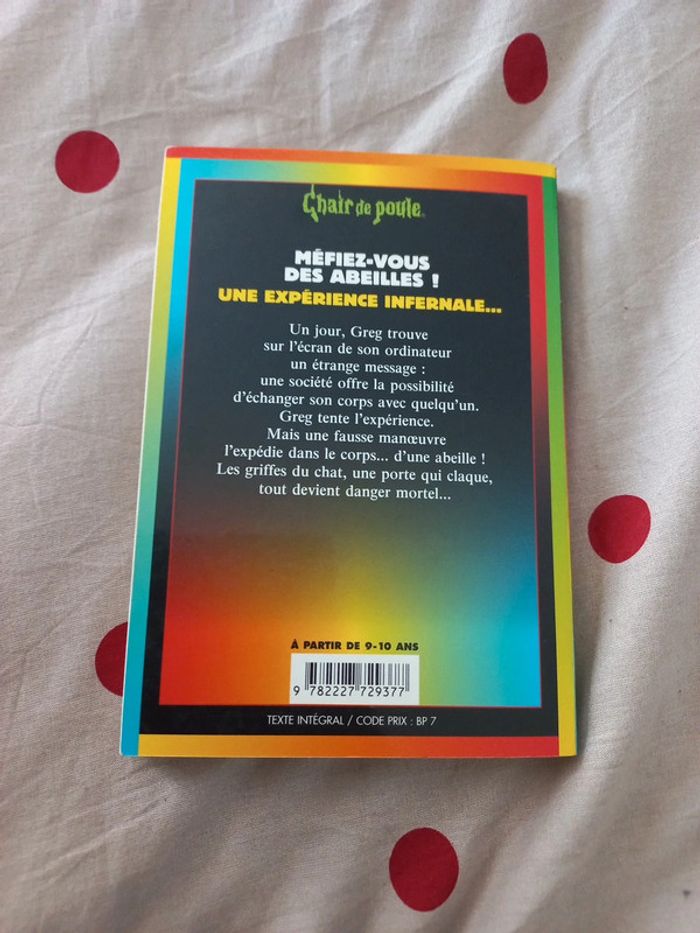 Chair de poule®
MÉFIEZ-VOUS
DES ABEILLES !
UNE EXPÉRIENCE INFERNALE...
Un jour, Greg trouve
sur l'écran de son ordinateur
un étrange message :
une société offre la possibilité
d'échanger son corps avec quelqu'un.
Greg tente l'expérience.
Mais une fausse manœuvre
l'expédie dans le corps... d'une abeille !
Les griffes du chat, une porte qui claque,
tout devient danger mortel...
À PARTIR DE 9-10 ANS
9 782227 729377
TEXTE INTÉGRAL / CODE PRIX : BP 7